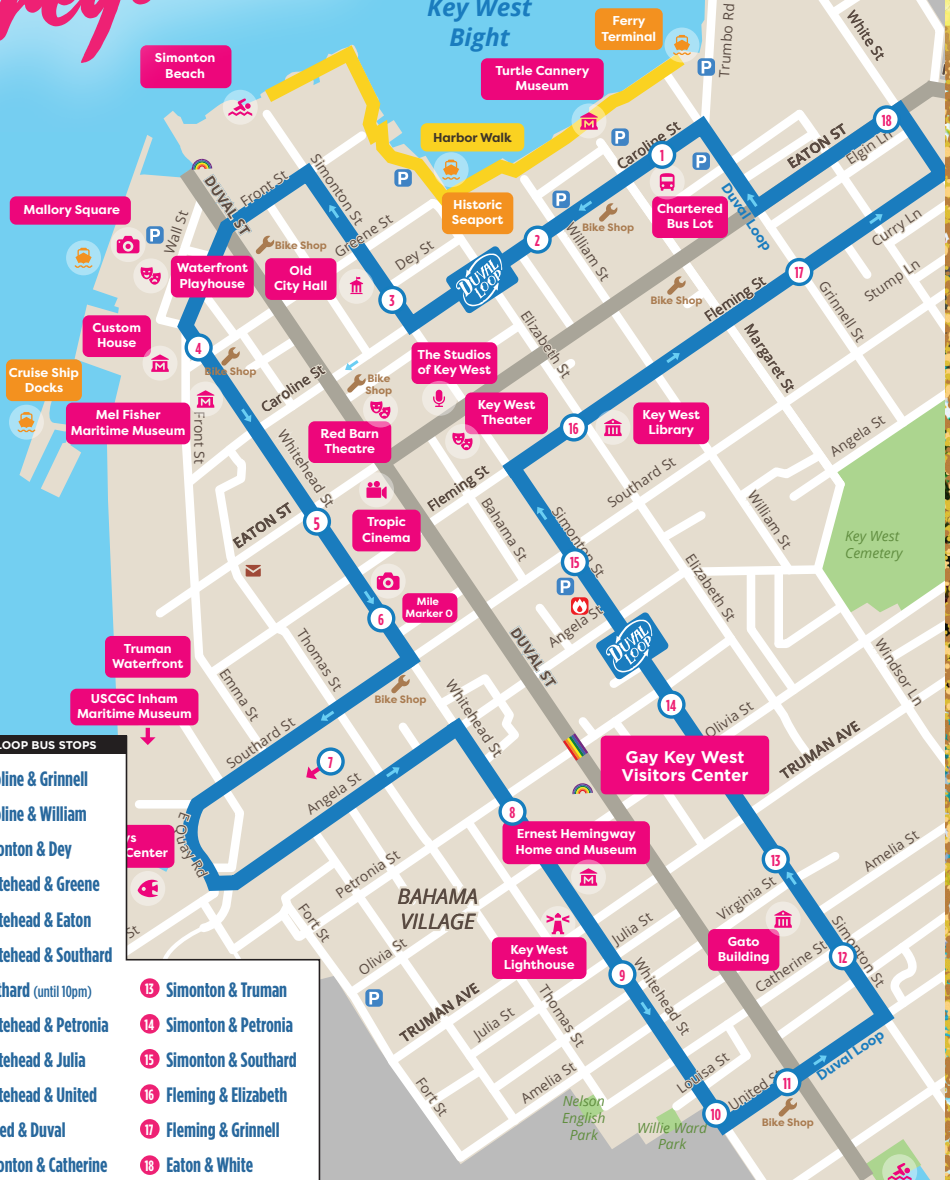 Key West
Bight
Ferry
Terminal
Trumbo Rd
White St
Simonton
Beach
Turtle Cannery
Museum
Harbor Walk
Caroline St
1
18
EATON ST
Elgin Ln
P
P
P
P
P
Front St
Simonton St
DUVAL ST
Historic
Seaport
Chartered
Bus Lot
Duval Loop
Mallory Square
P
Wall St
Bike Shop
Greene St
Dey St
2
Bike Shop
William St
Curry Ln
Waterfront
Playhouse
Old
City Hall
DUVAL
LOOP
3
17
Stump Ln
Bike Shop
Fleming St
Grinnell St
Custom
House
4
Bike Shop
Elizabeth St
Margaret St
Cruise Ship
Docks
Caroline St
Bike
Shop
The Studios
of Key West
Mel Fisher
Maritime Museum
Front St
Key West
Theater
16
Key West
Library
Red Barn
Theatre
Angela St
Whitehead St
Fleming St
Southard St
EATON ST
5
Bahama St
Simonton St
William St
Tropic
Cinema
Key West
Cemetery
15
P
Elizabeth St
Mile
Marker 0
6
Angela St
DUVAL ST
DUVAL
LOOP
Truman
Waterfront
Thomas St
Emma St
Windsor Ln
USCGC Inham
Maritime Museum
Bike Shop
Whitehead St
14
Olivia St
Southard St
TRUMAN AVE
LOOP BUS STOPS
7
Gay Key West
Visitors Center
Angela St
8
E Quay Rd
Ernest Hemingway
Home and Museum
13
Amelia St
Petronia St
Center
BAHAMA
VILLAGE
Virginia St
Fort St
Julia St
Gato
Building
Simonton St
12
Olivia St
Key West
Lighthouse
Catherine St
St
9
Whitehead St
P
TRUMAN AVE
Thomas St
Julia St
Duval Loop
Louisa St
Amelia St
Fort St
United St
11
10
Bike Shop
Nelson
English
Park
Willie Ward
Park
line & Grinnell
line & William
onton & Dey
tehead & Greene
tehead & Eaton
tehead & Southard
thard (until 10pm)
tehead & Petronia
tehead & Julia
tehead & United
ed & Duval
onton & Catherine
13 Simonton & Truman
14 Simonton & Petronia
15 Simonton & Southard
16 Fleming & Elizabeth
17 Fleming & Grinnell
18 Eaton & White